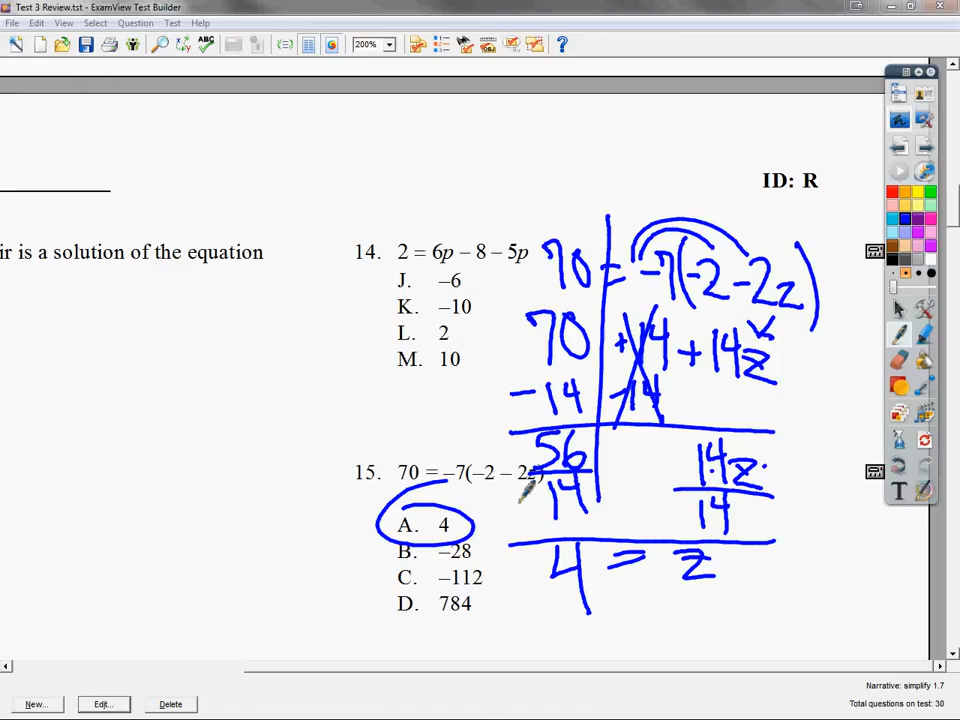 Test 3 Review.tst - ExamView Test Builder
File Edit View Select Question Test Help
200%
ID: R
ir is a solution of the equation
14. 2 = 6p – 8 – 5p
J. –6
K. –10
L. 2
M. 10
70 = -7(-2 - 2z)
70 +14 + 14z
-14 -14
56 14z
14 14
4 = z
15. 70 = –7(–2 – 2z)
A. 4
B. –28
C. –112
D. 784
New... Edit... Delete
Narrative: simplify 1.7
Total questions on test: 30